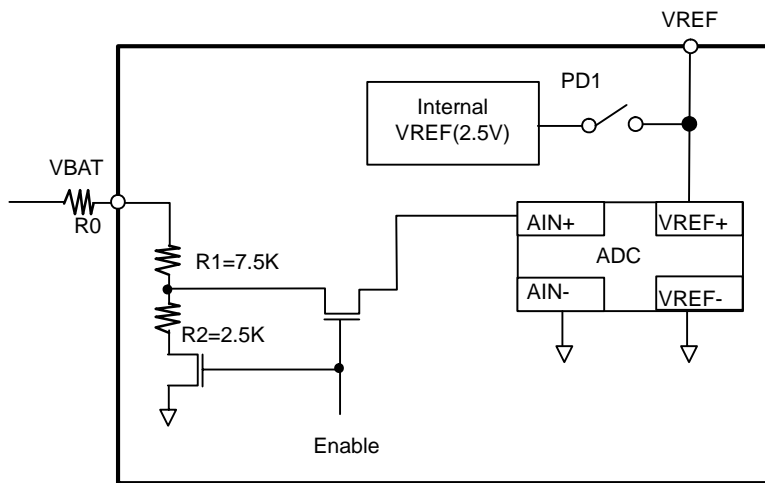 VREF
PD1
Internal
VREF(2.5V)
VBAT
R0
AIN+
VREF+
ADC
R1=7.5K
AIN-
VREF-
R2=2.5K
Enable